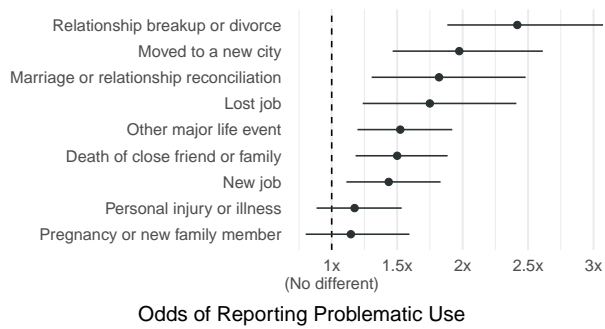 Relationship breakup or divorce
Moved to a new city
Marriage or relationship reconciliation
Lost job
Other major life event
Death of close friend or family
New job
Personal injury or illness
Pregnancy or new family member
1x 1.5x 2x 2.5x 3x
(No different)
Odds of Reporting Problematic Use